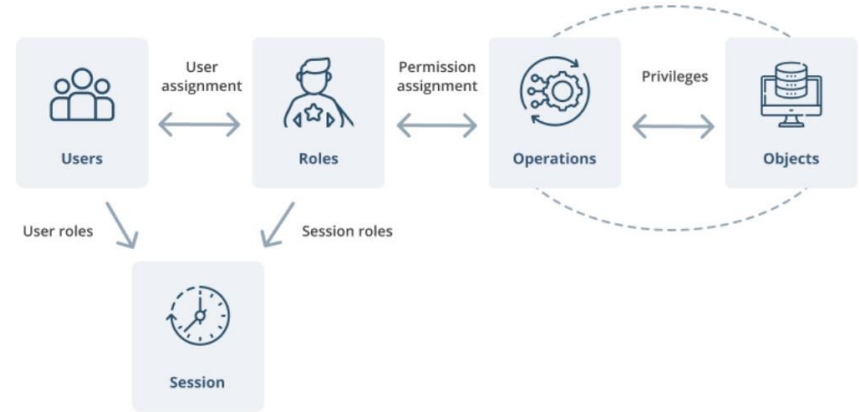 User
assignment
Permission
assignment
Privileges
Users
Roles
Operations
Objects
User roles
Session roles
Session